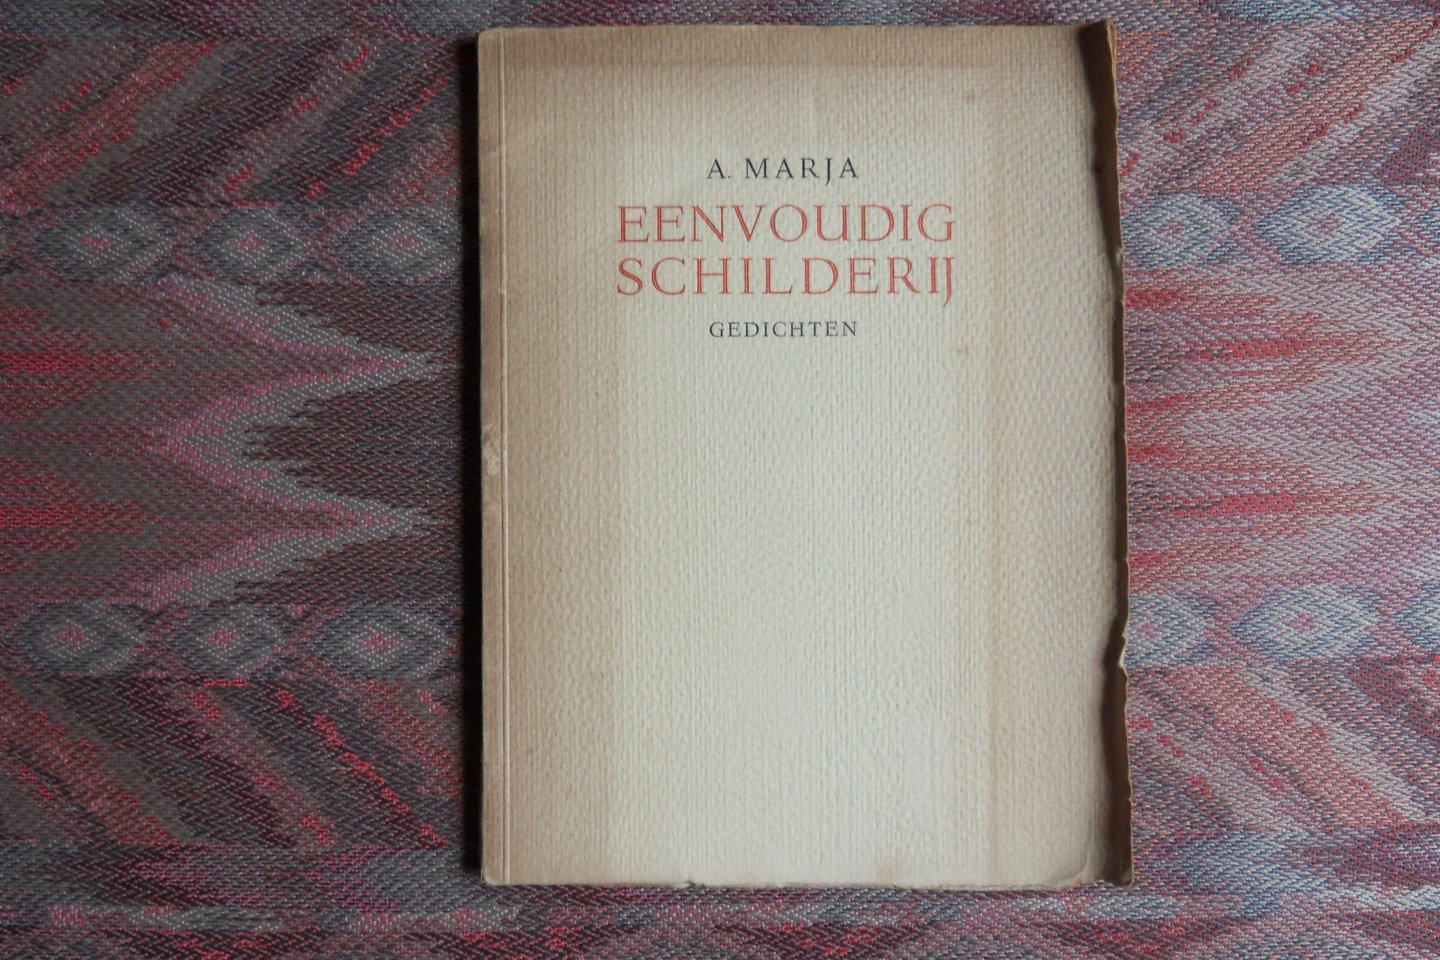 A. MARJA
EENVOUDIG
SCHILDERIJ
GEDICHTEN